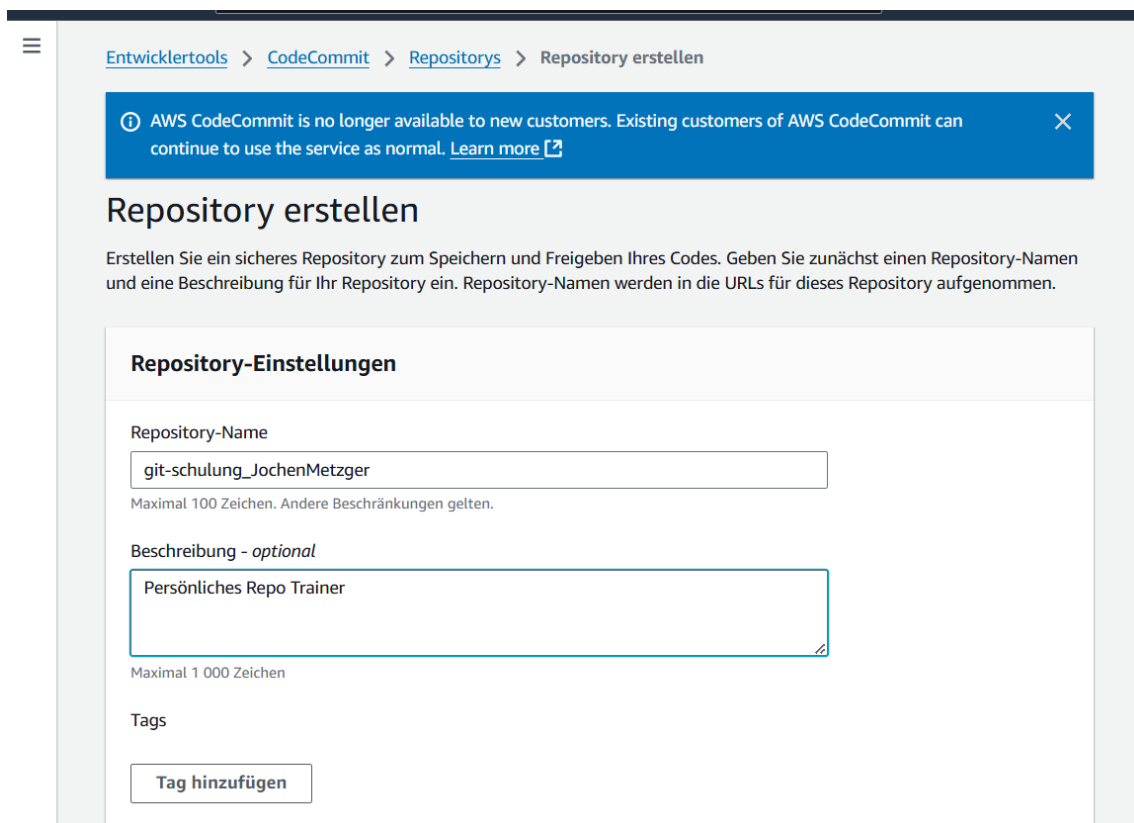 Entwicklertools > CodeCommit > Repositorys > Repository erstellen
AWS CodeCommit is no longer available to new customers. Existing customers of AWS CodeCommit can
continue to use the service as normal. Learn more
Repository erstellen
Erstellen Sie ein sicheres Repository zum Speichern und Freigeben Ihres Codes. Geben Sie zunächst einen Repository-Namen
und eine Beschreibung für Ihr Repository ein. Repository-Namen werden in die URLs für dieses Repository aufgenommen.
Repository-Einstellungen
Repository-Name
git-schulung_JochenMetzger
Maximal 100 Zeichen. Andere Beschränkungen gelten.
Beschreibung - optional
Persönliches Repo Trainer
Maximal 1 000 Zeichen
Tags
Tag hinzufügen